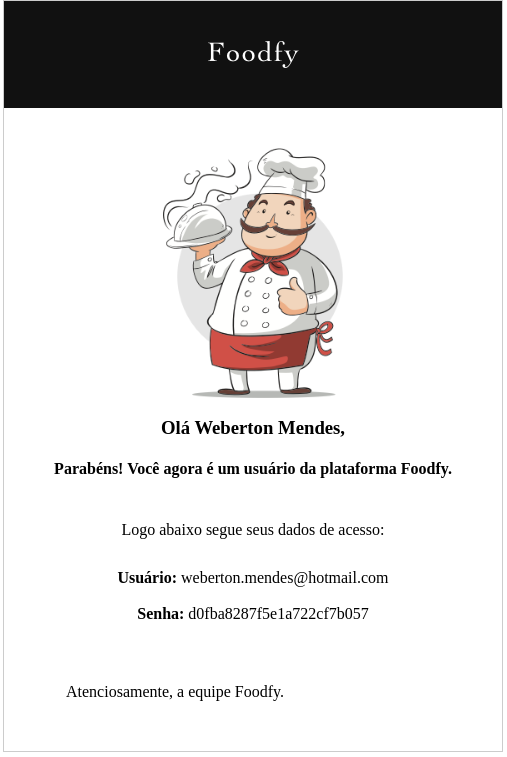 Foodfy
Olá Weberton Mendes,
Parabéns! Você agora é um usuário da plataforma Foodfy.
Logo abaixo segue seus dados de acesso:
Usuário: weberton.mendes@hotmail.com
Senha: d0fba8287f5e1a722cf7b057
Atenciosamente, a equipe Foodfy.